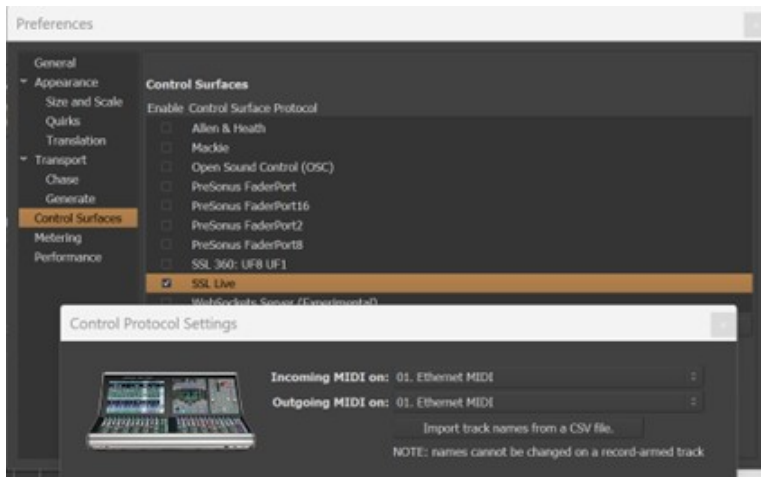 Preferences
General
Appearance
Size and Scale
Quirks
Translation
Transport
Chase
Generate
Control Surfaces
Metering
Performance
Control Surfaces
Enable Control Surface Protocol
Allen & Heath
Mackie
Open Sound Control (OSC)
PreSonus FaderPort
PreSonus FaderPort16
PreSonus FaderPort2
PreSonus FaderPort8
SSL 360: UF8 UF1
SSL Live
WebSockets Server (Experimental)
Control Protocol Settings
Incoming MIDI on: 01. Ethernet MIDI
Outgoing MIDI on: 01. Ethernet MIDI
Import track names from a CSV file.
NOTE: names cannot be changed on a record-armed track